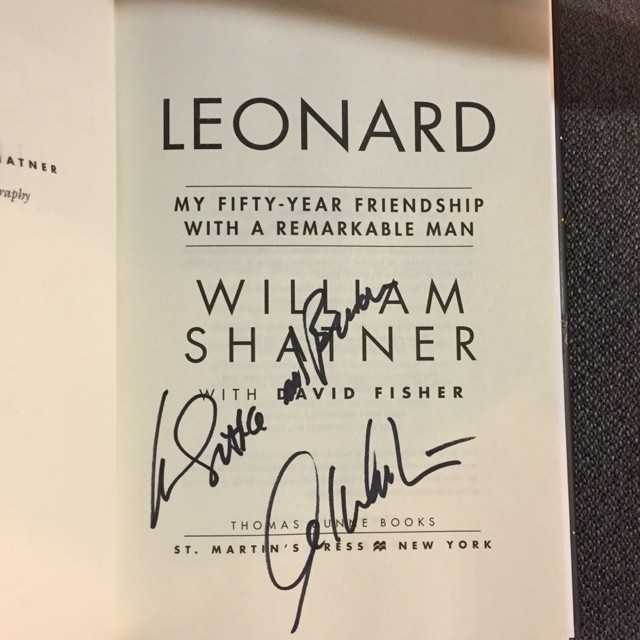 ATNER
raphy
LEONARD
MY FIFTY-YEAR FRIENDSHIP
WITH A REMARKABLE MAN
WILLIAM
SHATNER
WITH DAVID FISHER
and
THOMAS DUNNE BOOKS
ST. MARTIN'S PRESS NEW YORK